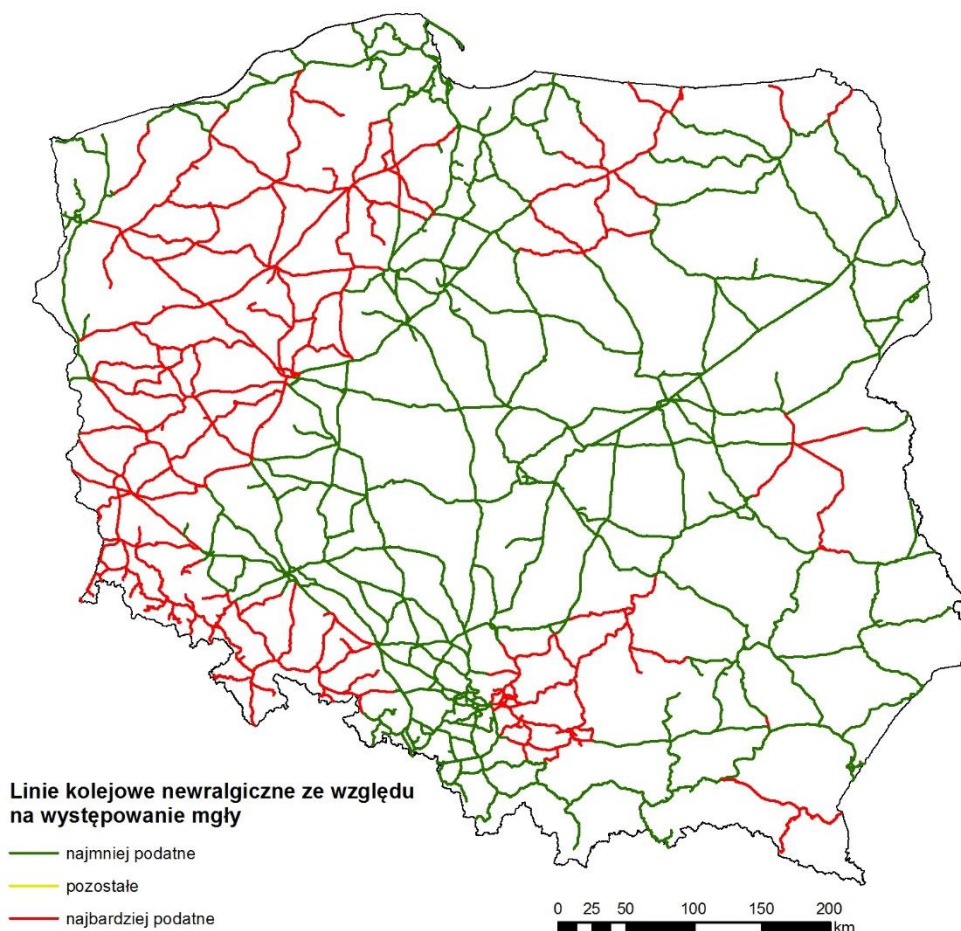 Linie kolejowe newralgiczne ze względu
na występowanie mgły
najmniej podatne
pozostałe
najbardziej podatne
0 25 50 100 150 200
km